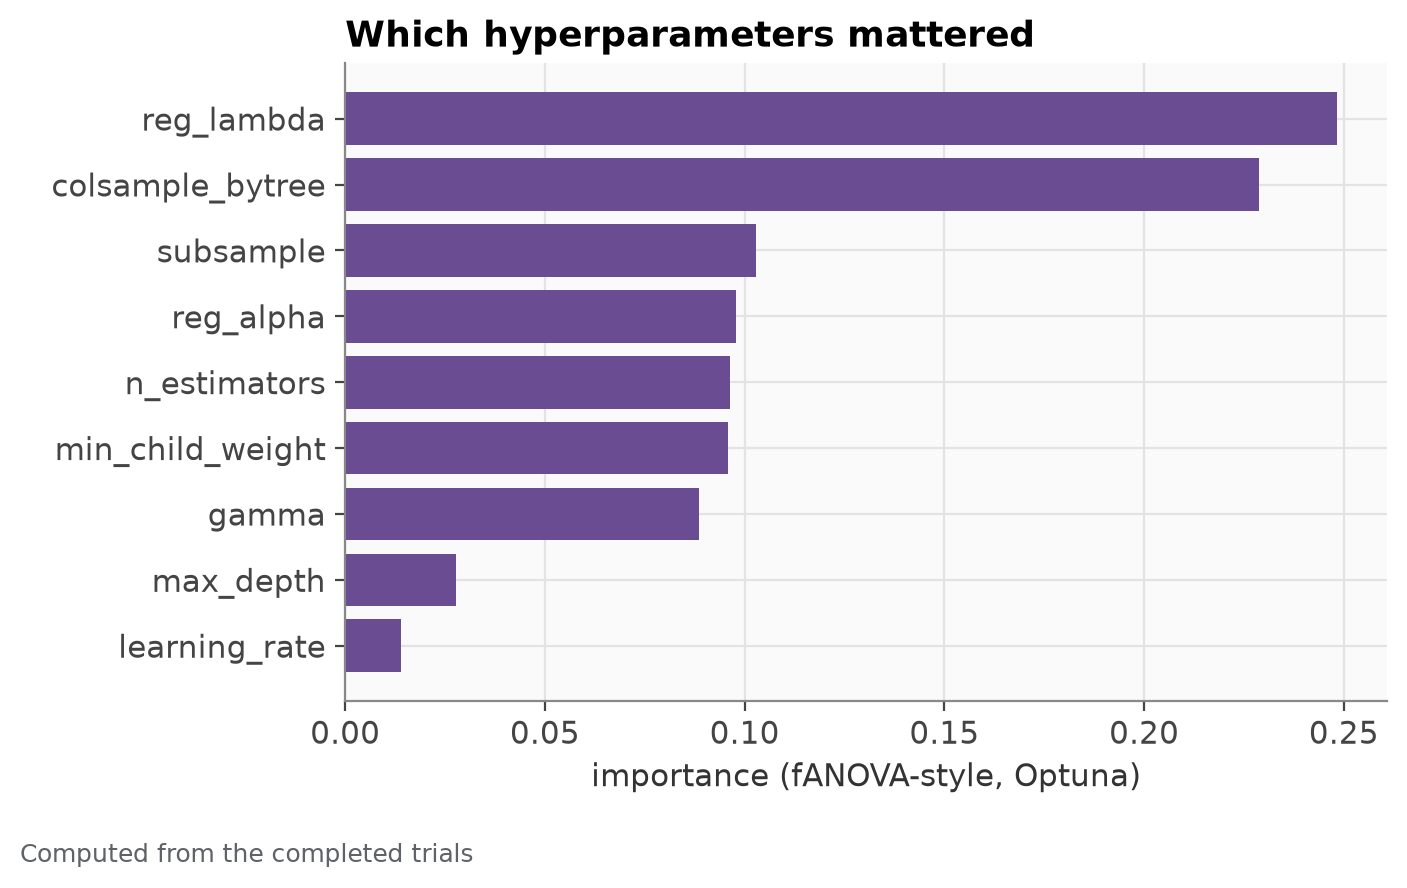 Which hyperparameters mattered
reg_lambda
colsample_bytree
subsample
reg_alpha
n_estimators
min_child_weight
gamma
max_depth
learning_rate
0.00 0.05 0.10 0.15 0.20 0.25
importance (fANOVA-style, Optuna)
Computed from the completed trials